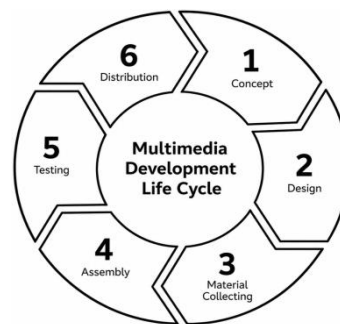 6
Distribution
1
Concept
5
Testing
Multimedia
Development
Life Cycle
2
Design
4
Assembly
3
Material
Collecting